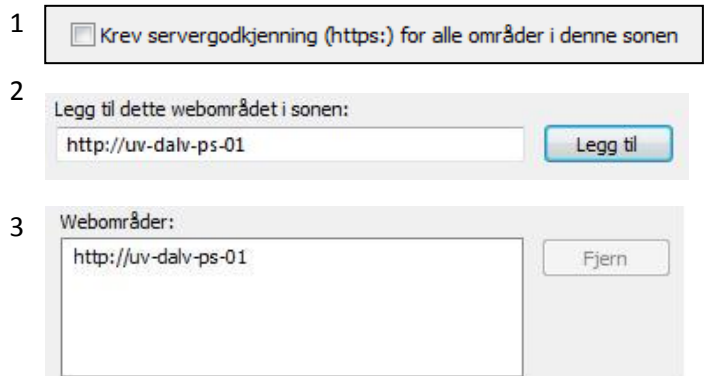 1
Krev servergodkjenning (https:) for alle områder i denne sonen
2
Legg til dette webområdet i sonen:
http://uv-dalv-ps-01 Legg til
3
Webområder:
http://uv-dalv-ps-01 Fjern